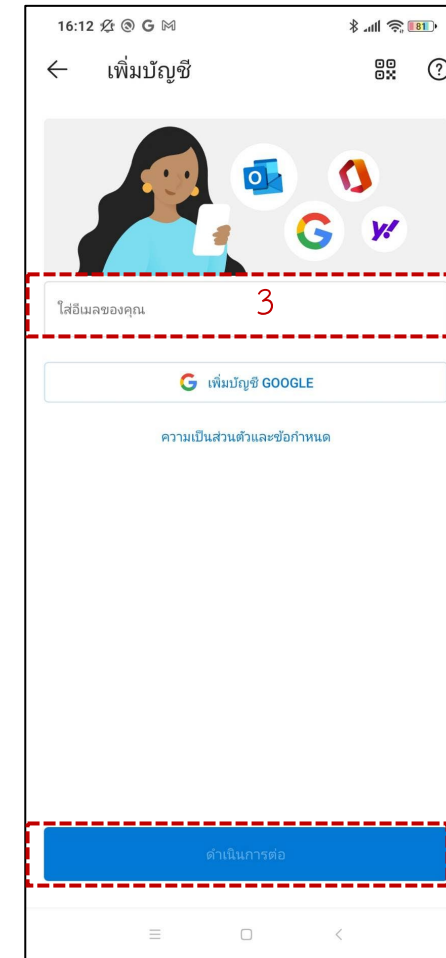 16:12 G 81
เพิ่มบัญชี
ใส่อีเมลของคุณ 3
เพิ่มบัญชี GOOGLE
ความเป็นส่วนตัวและข้อกำหนด
ดำเนินการต่อ